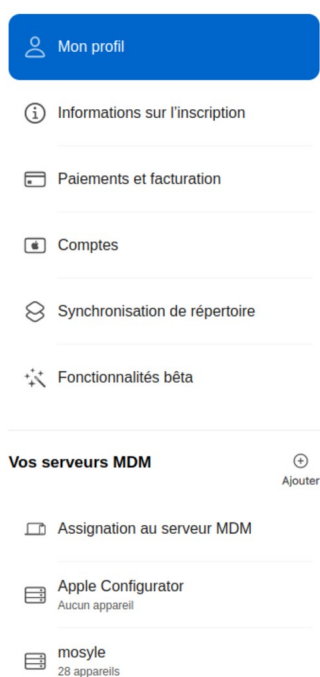 Mon profil
Informations sur l’inscription
Paiements et facturation
Comptes
Synchronisation de répertoire
Fonctionnalités bêta
Vos serveurs MDM
Ajouter
Assignation au serveur MDM
Apple Configurator
Aucun appareil
mosyle
28 appareils